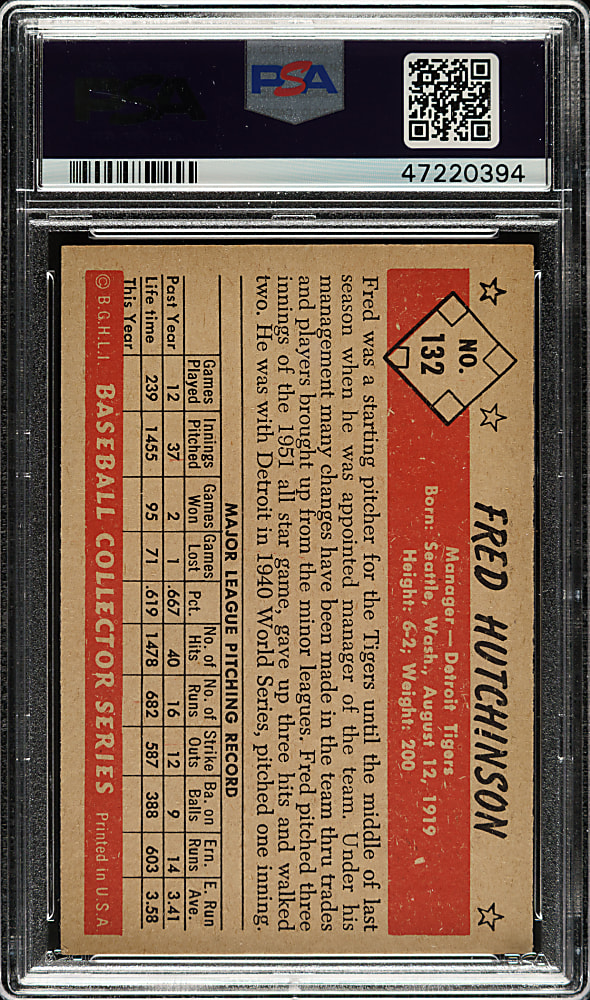 PSA
PSA
47220394
NO.
132
FRED HUTCHINSON
Manager — Detroit Tigers
Born: Seattle, Wash., August 12, 1919
Height: 6-2; Weight: 200
Fred was a starting pitcher for the Tigers until the middle of last
season when he was appointed manager of the team. Under his
management many changes have been made in the team thru trades
and players brought up from the minor leagues. Fred pitched three
innings of the 1951 all star game, gave up three hits and walked
two. He was with Detroit in 1940 World Series, pitched one inning.
MAJOR LEAGUE PITCHING RECORD
Games Innings Games Games No. of No. of Strike Ba. on Ern. E. Run
Played Pitched Won Lost Pct. Hits Runs Outs Balls Runs Ave.
Past Year 12 37 2 1 .667 40 16 12 9 14 3.41
Life time 239 1455 95 71 .619 1478 682 587 388 603 3.58
This Year
© B.G.H.L.I. BASEBALL COLLECTOR SERIES Printed in U.S.A